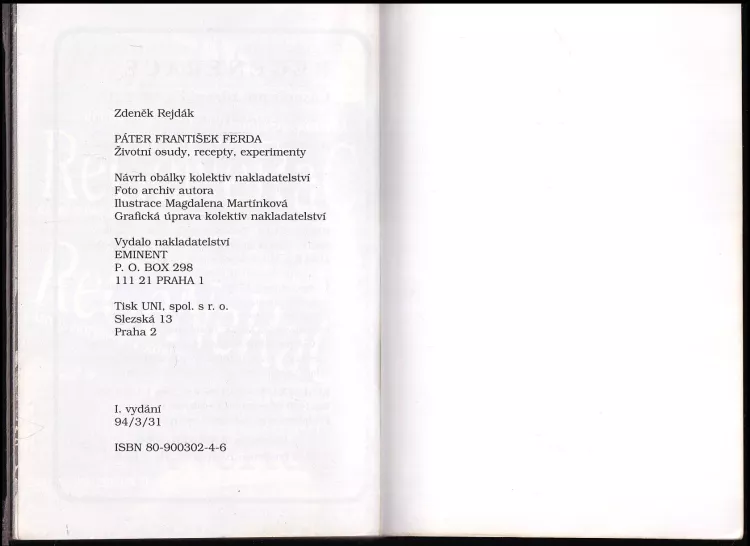 Zdeněk Rejdák
PÁTER FRANTIŠEK FERDA
Životní osudy, recepty, experimenty
Návrh obálky kolektiv nakladatelství
Foto archiv autora
Ilustrace Magdalena Martínková
Grafická úprava kolektiv nakladatelství
Vydalo nakladatelství
EMINENT
P. O. BOX 298
111 21 PRAHA 1
Tisk UNI, spol. s r. o.
Slezská 13
Praha 2
I. vydání
94/3/31
ISBN 80-900302-4-6